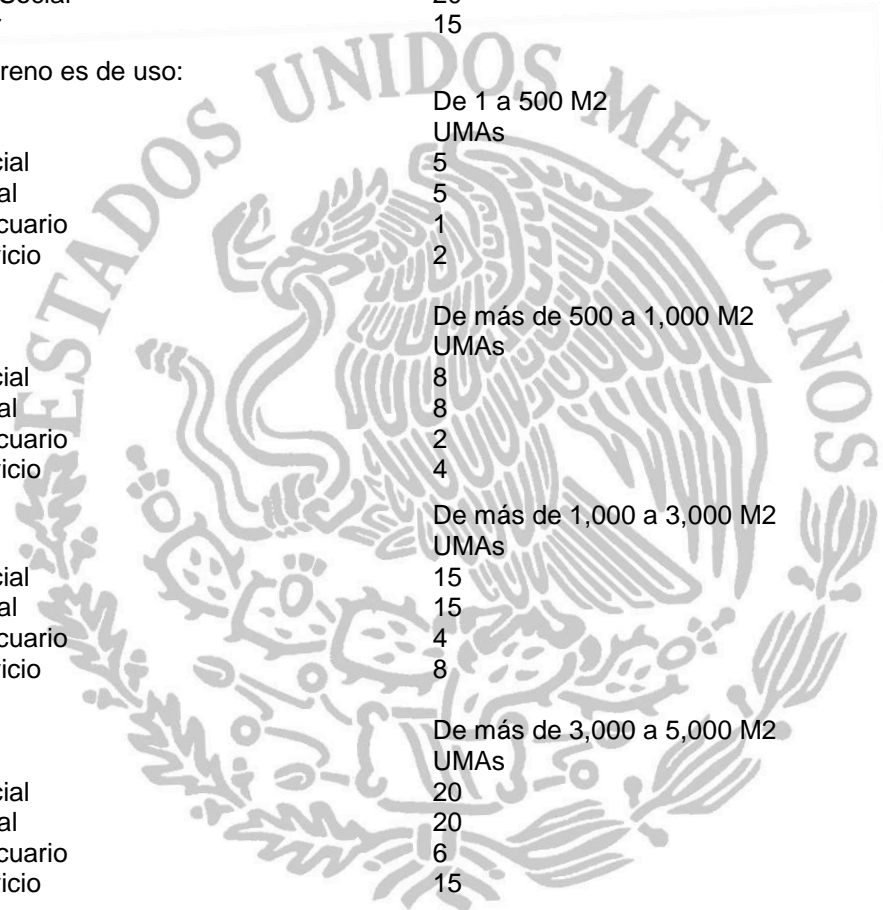 Social 20
15
reno es de uso:
De 1 a 500 M2
UMAs
cial 5
al 5
cuario 1
icio 2
De más de 500 a 1,000 M2
UMAs
cial 8
al 8
cuario 2
icio 4
De más de 1,000 a 3,000 M2
UMAs
cial 15
al 15
cuario 4
icio 8
De más de 3,000 a 5,000 M2
UMAs
cial 20
al 20
cuario 6
icio 15
ESTADOS UNIDOS MEXICANOS